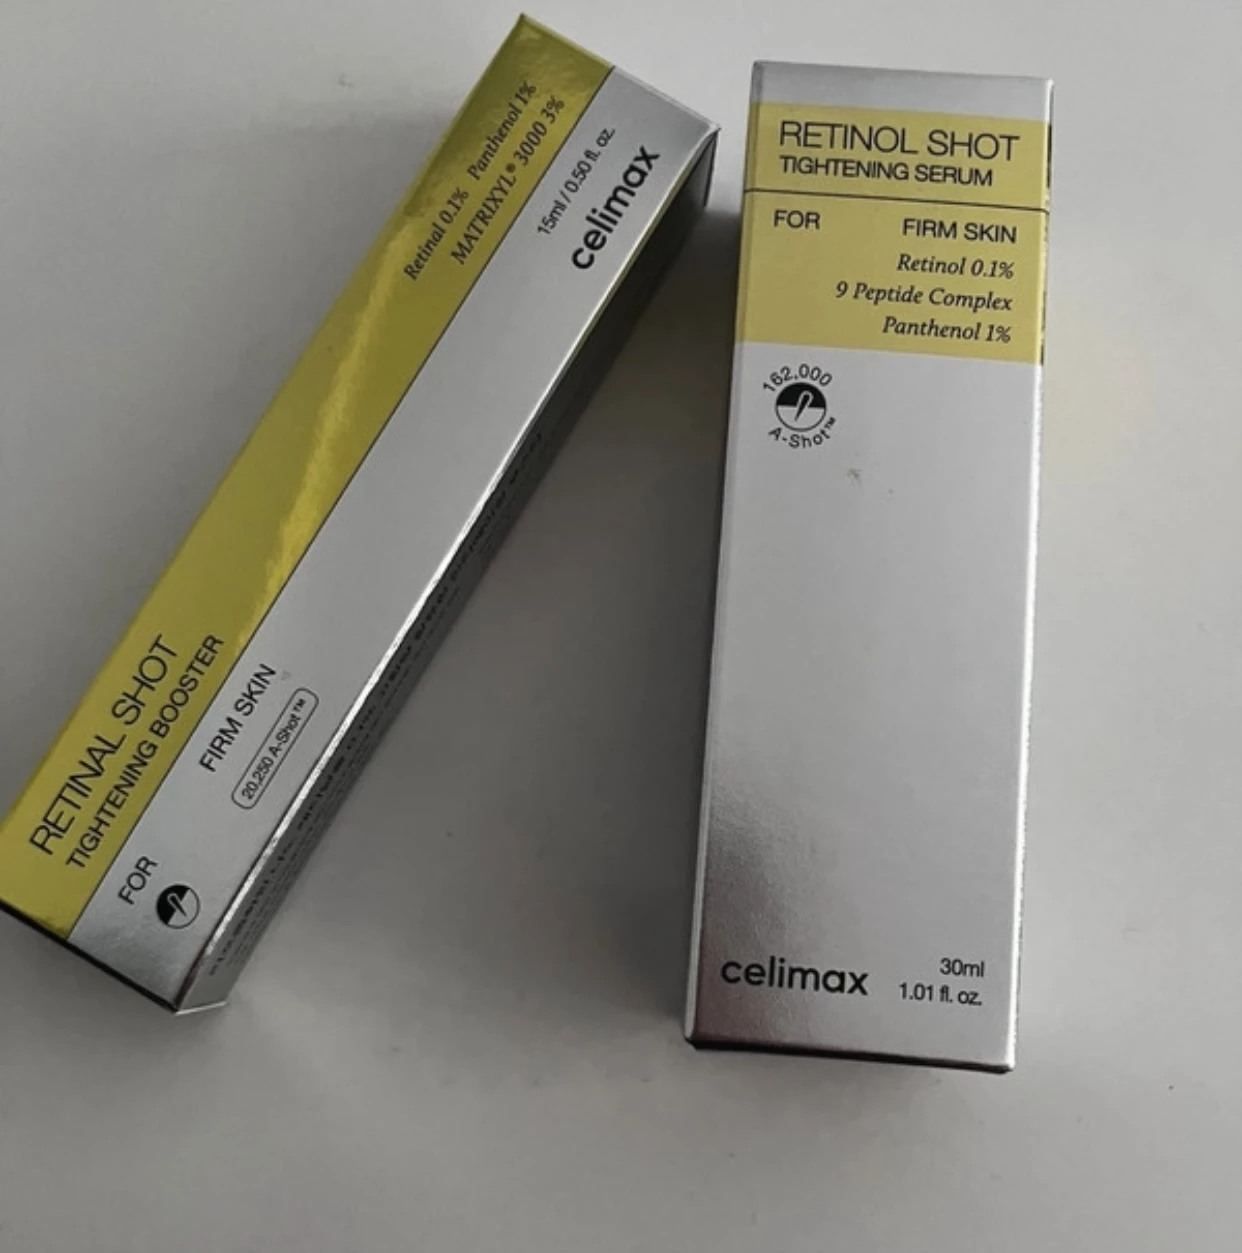 Retinal 0.1% Panthenol 1%
MATRIXYL® 3000 3%
15ml / 0.50 fl. oz.
celimax
RETINAL SHOT
TIGHTENING BOOSTER
FOR FIRM SKIN
20,250 A-Shot™
RETINOL SHOT
TIGHTENING SERUM
FOR FIRM SKIN
Retinol 0.1%
9 Peptide Complex
Panthenol 1%
162,000
A-Shot™
celimax 30ml
1.01 fl. oz.